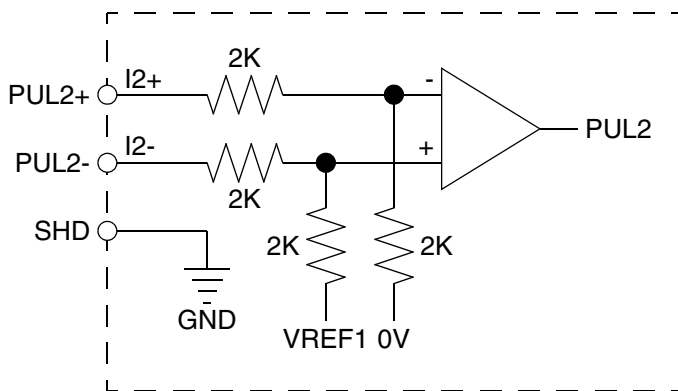 2K
PUL2+ I2+ -
PUL2
PUL2- I2- +
2K
SHD
2K 2K
GND
VREF1 0V